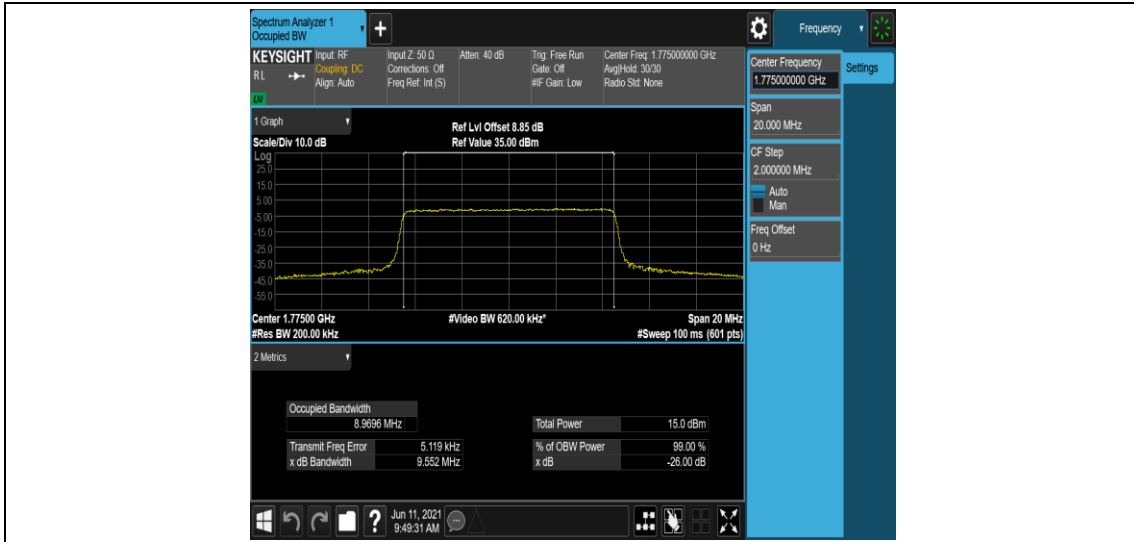 Spectrum Analyzer 1
Occupied BW
+
Frequency
KEYSIGHT Input: RF Input Z: 50 Ω Atten: 40 dB Trig: Free Run Center Freq: 1.775000000 GHz
R L Coupling: DC Corrections: Off Gate: Off Avg|Hold: 30/30
Align: Auto Freq Ref: Int (S) #IF Gain: Low Radio Std: None
LXI
Center Frequency
1.775000000 GHz
Settings
Span
20.000 MHz
CF Step
2.000000 MHz
Auto
Man
Freq Offset
0 Hz
1 Graph
Ref Lvl Offset 8.85 dB
Scale/Div 10.0 dB Ref Value 35.00 dBm
Log
25.0
15.0
5.00
-5.00
-15.0
-25.0
-35.0
-45.0
-55.0
Center 1.77500 GHz #Video BW 620.00 kHz* Span 20 MHz
#Res BW 200.00 kHz #Sweep 100 ms (601 pts)
2 Metrics
Occupied Bandwidth
8.9696 MHz Total Power 15.0 dBm
Transmit Freq Error 5.119 kHz % of OBW Power 99.00 %
x dB Bandwidth 9.552 MHz x dB -26.00 dB
? Jun 11, 2021
9:49:31 AM